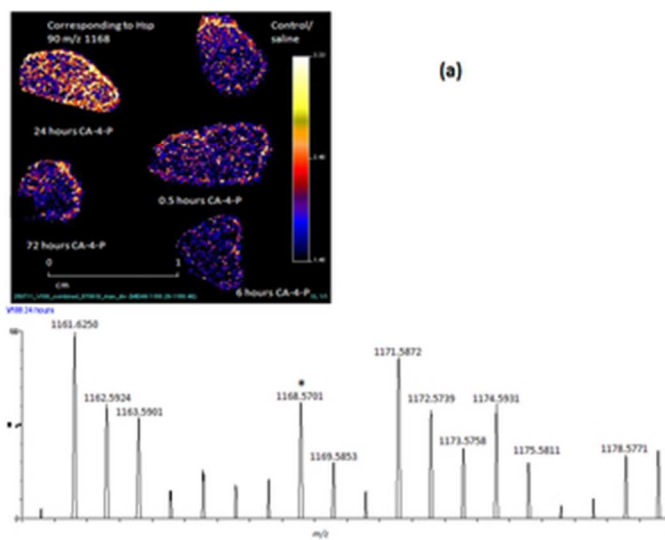 Corresponding to Hsp
90 m/z 1168
Control/
saline
(a)
24 hours CA-4-P
0.5 hours CA-4-P
72 hours CA-4-P
0
1
cm
6 hours CA-4-P
24 hours
1161.6250
1162.5924
1163.5901
*
1168.5701
1169.5853
1171.5872
1172.5739
1173.5758
1174.5931
1175.5811
1178.5771
m/z